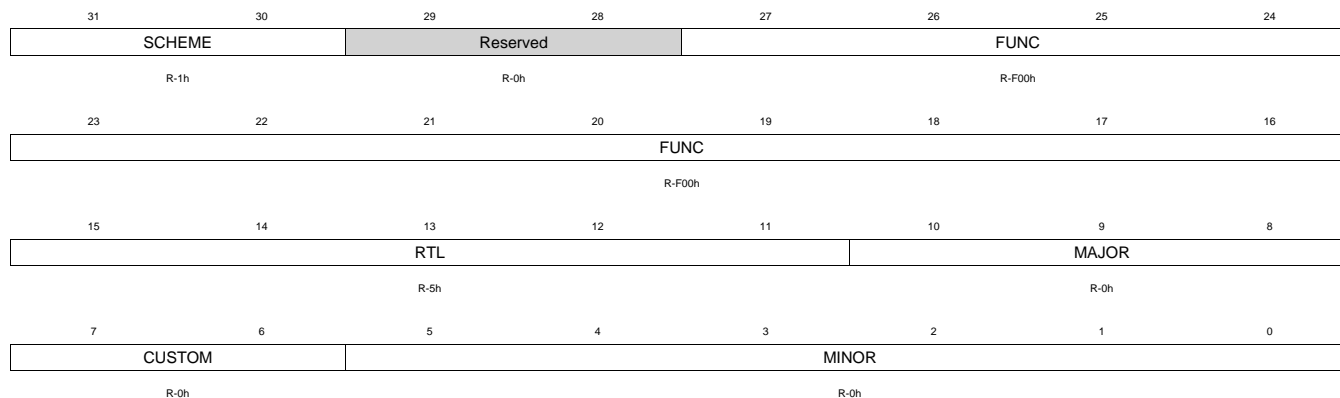 31 30 29 28 27 26 25 24
SCHEME Reserved FUNC
R-1h R-0h R-F00h
23 22 21 20 19 18 17 16
FUNC
R-F00h
15 14 13 12 11 10 9 8
RTL MAJOR
R-5h R-0h
7 6 5 4 3 2 1 0
CUSTOM MINOR
R-0h R-0h